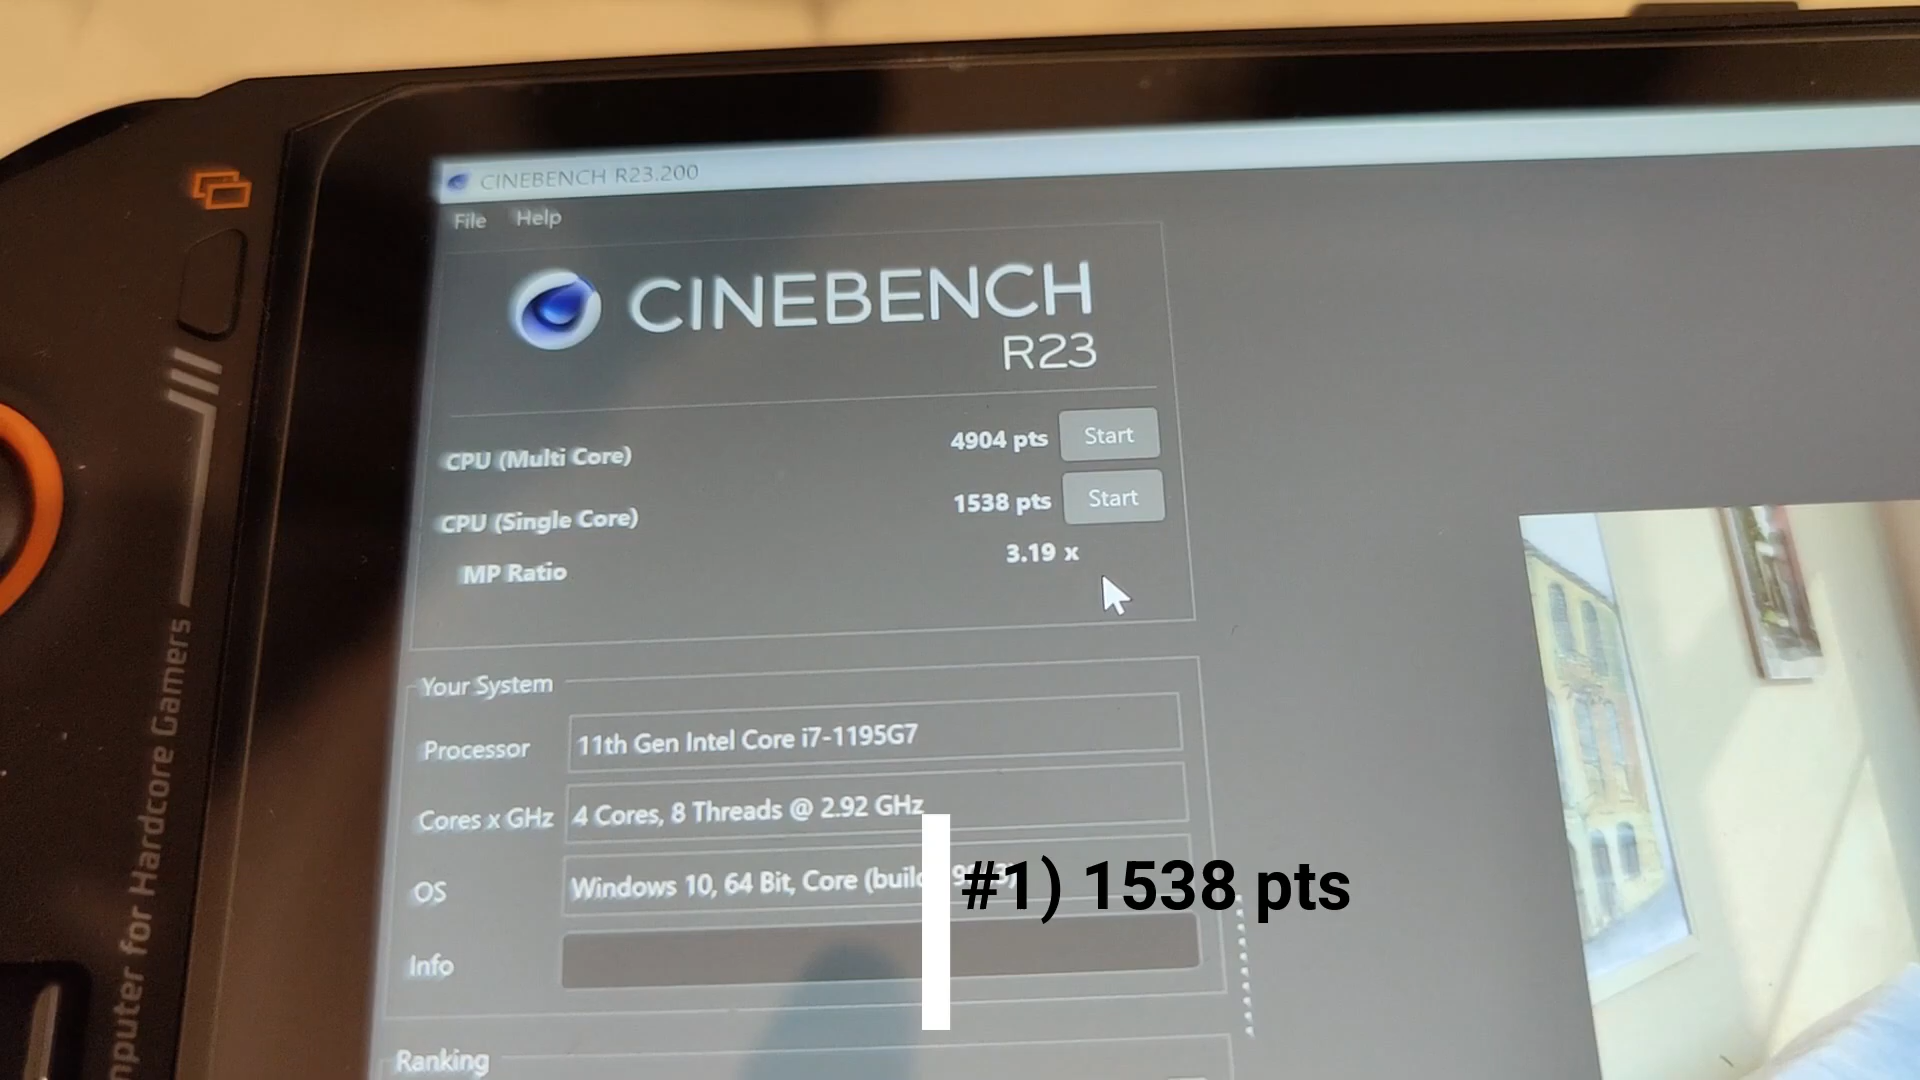 CINEBENCH R23.200
File Help
CINEBENCH
R23
CPU (Multi Core) 4904 pts Start
CPU (Single Core) 1538 pts Start
MP Ratio 3.19 x
Your System
Processor 11th Gen Intel Core i7-1195G7
Cores x GHz 4 Cores, 8 Threads @ 2.92 GHz
OS Windows 10, 64 Bit, Core (build
#1) 1538 pts
Info
Ranking
mputer for Hardcore Gamers